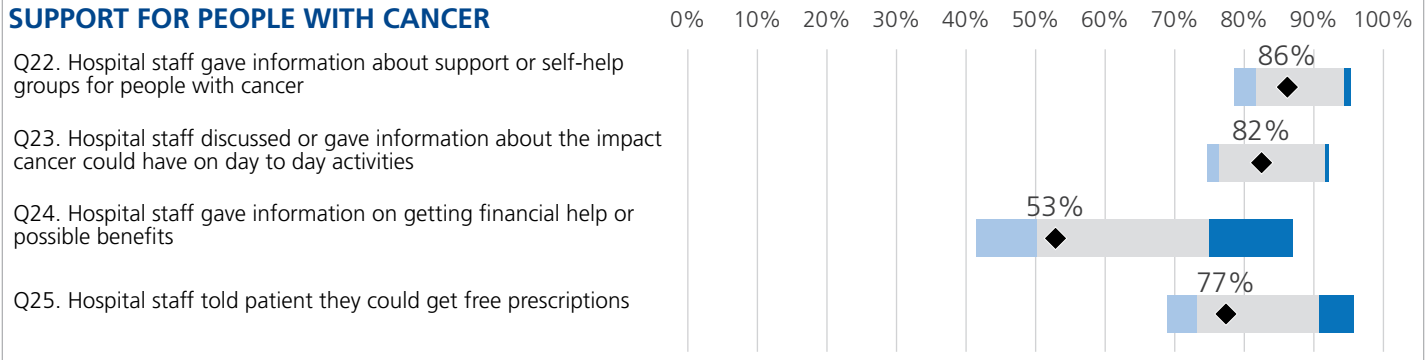 SUPPORT FOR PEOPLE WITH CANCER
0% 10% 20% 30% 40% 50% 60% 70% 80% 90% 100%
Q22. Hospital staff gave information about support or self-help
groups for people with cancer
86%
Q23. Hospital staff discussed or gave information about the impact
cancer could have on day to day activities
82%
Q24. Hospital staff gave information on getting financial help or
possible benefits
53%
Q25. Hospital staff told patient they could get free prescriptions
77%